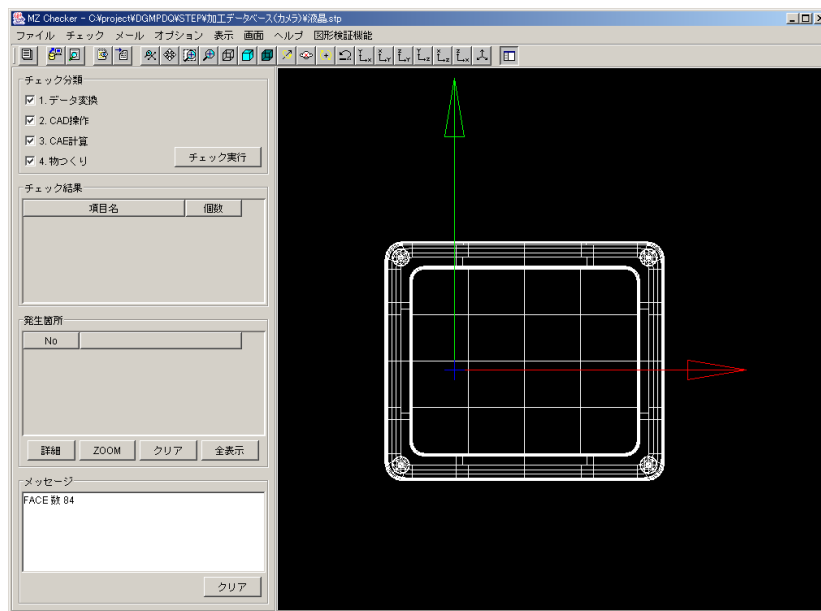 MZ Checker - C:¥project¥DGMPDQ¥STEP¥加工データベース(カメラ)¥液晶.stp
ファイル チェック メール オプション 表示 画面 ヘルプ 図形検証機能
チェック分類
1. データ変換
2. CAD操作
3. CAE計算
4. 物つくり
チェック実行
チェック結果
項目名 個数
発生箇所
No
詳細 ZOOM クリア 全表示
メッセージ
FACE 数 84
クリア